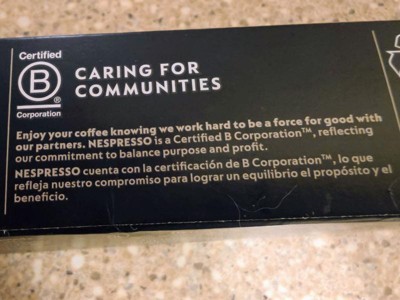 Certified
B
®
Corporation
CARING FOR
COMMUNITIES
Enjoy your coffee knowing we work hard to be a force for good with
our partners. NESPRESSO is a Certified B Corporation™, reflecting
our commitment to balance purpose and profit.
NESPRESSO cuenta con la certificación de B Corporation™, lo que
refleja nuestro compromiso para lograr un equilibrio el propósito y el
beneficio.